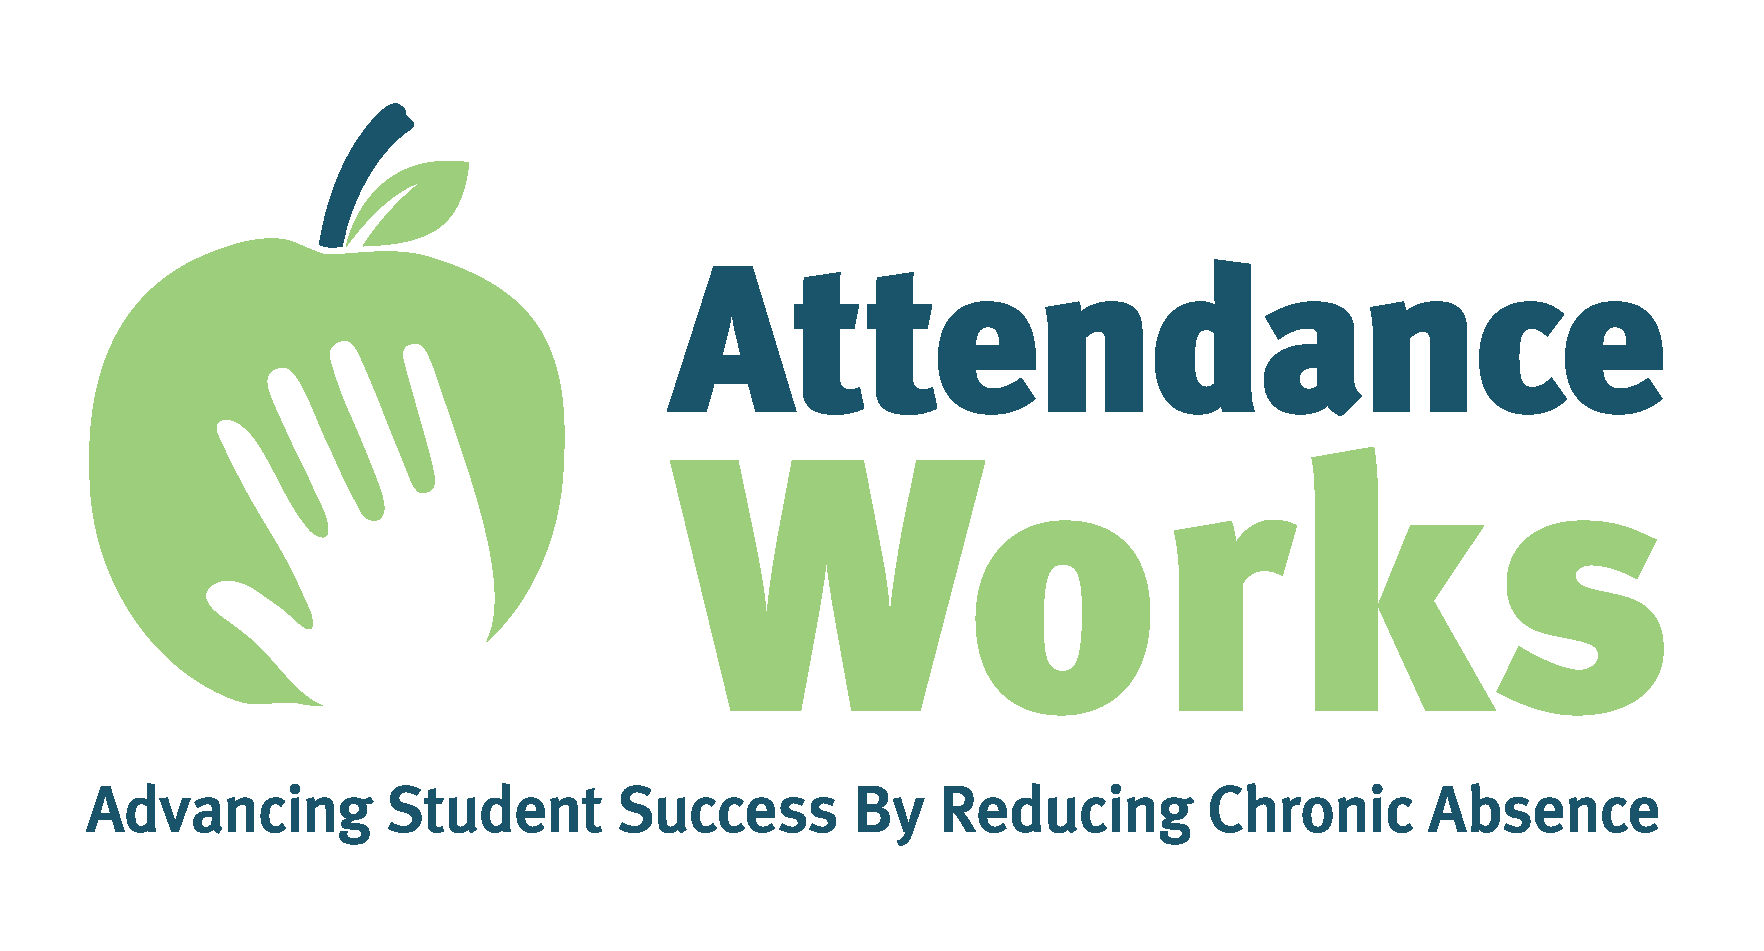 Attendance
Works
Advancing Student Success By Reducing Chronic Absence